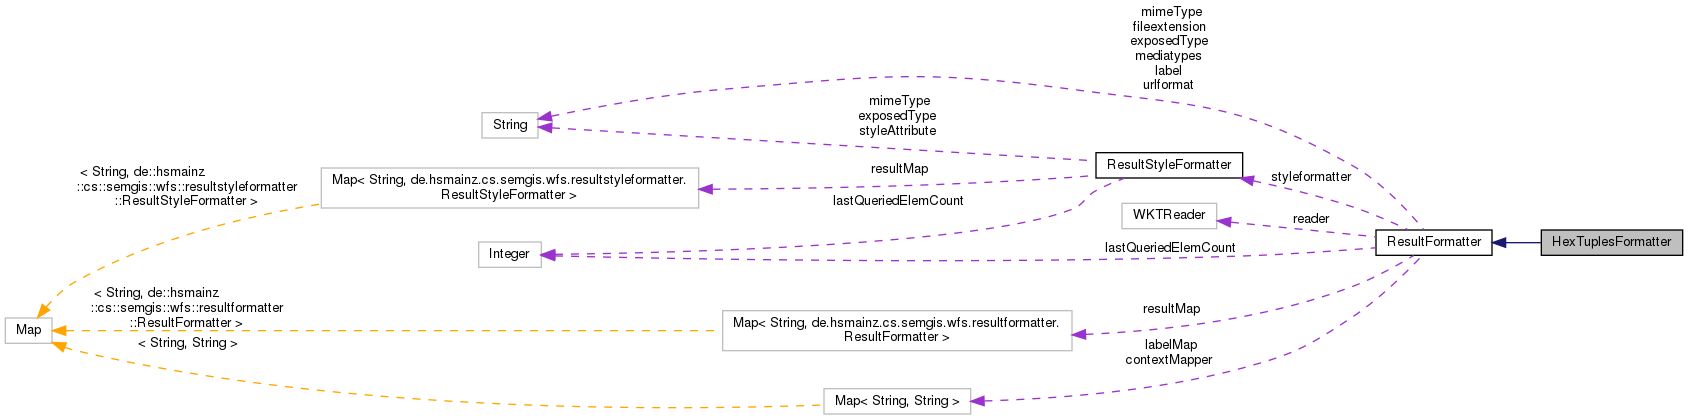 mimeType
fileextension
exposedType
mediatypes
label
urlformat
mimeType
exposedType
styleAttribute
String
ResultStyleFormatter
< String, de::hsmainz
::cs::semgis::wfs::resultstyleformatter
::ResultStyleFormatter >
Map< String, de.hsmainz.cs.semgis.wfs.resultstyleformatter.
ResultStyleFormatter >
resultMap
styleformatter
lastQueriedElemCount
WKTReader
reader
ResultFormatter
HexTuplesFormatter
Integer
lastQueriedElemCount
< String, de::hsmainz
::cs::semgis::wfs::resultformatter
::ResultFormatter >
Map
Map< String, de.hsmainz.cs.semgis.wfs.resultformatter.
ResultFormatter >
resultMap
< String, String >
labelMap
contextMapper
Map< String, String >